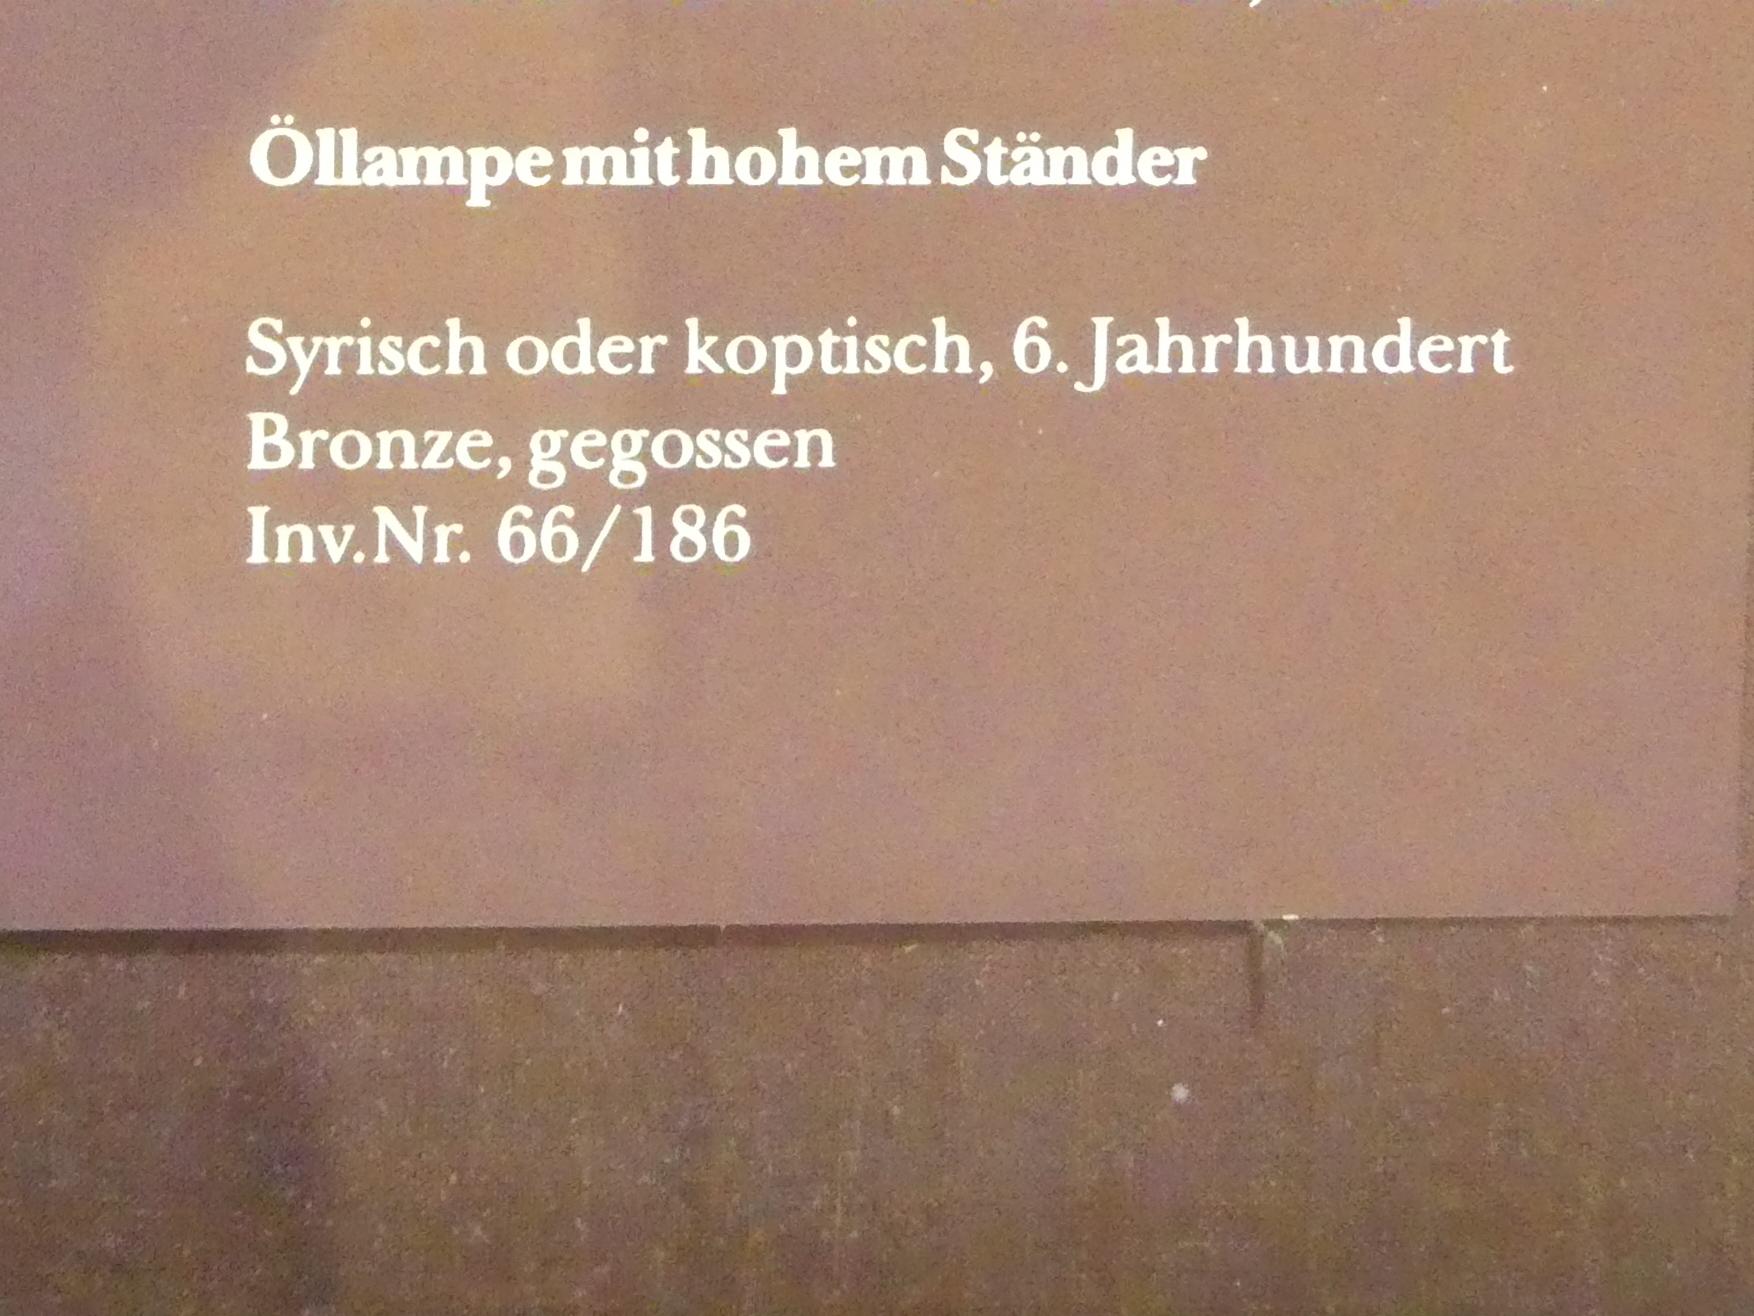 Öllampe mit hohem Ständer
Syrisch oder koptisch, 6. Jahrhundert
Bronze, gegossen
Inv.Nr. 66/186